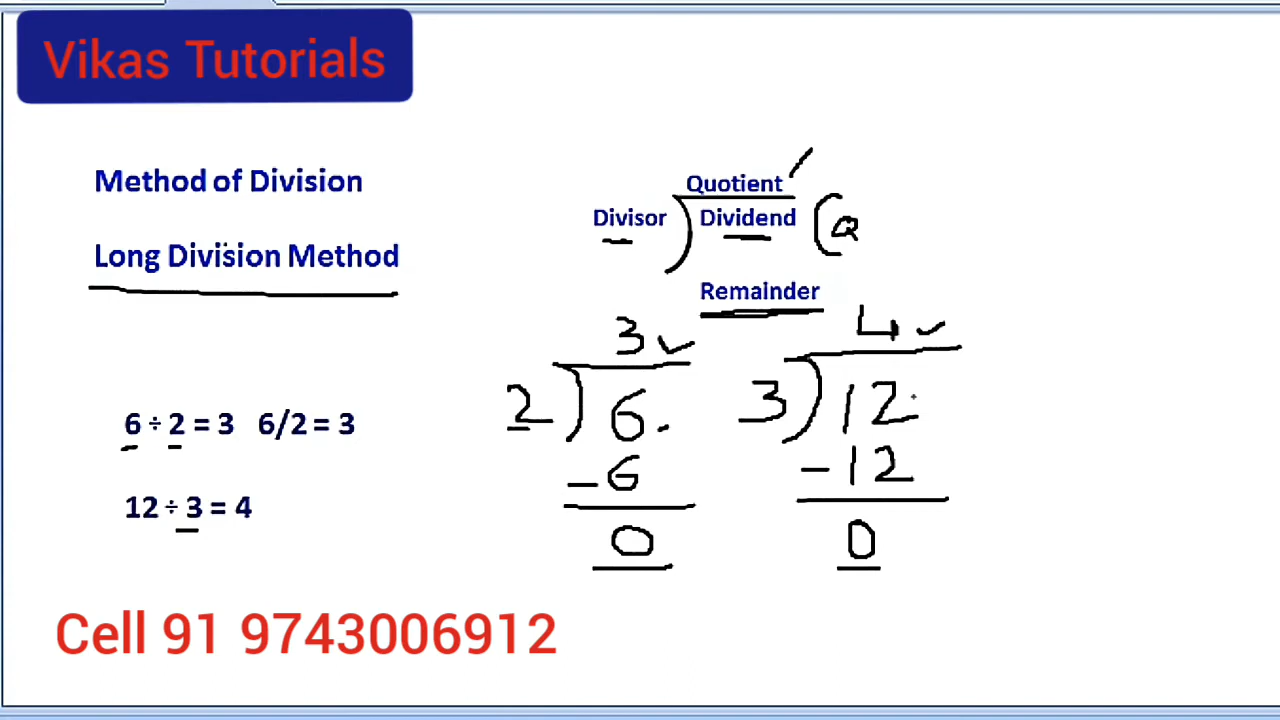 Vikas Tutorials
Method of Division
Long Division Method
Quotient
Divisor ) Dividend ( Q
Remainder
6 ÷ 2 = 3 6/2 = 3
12 ÷ 3 = 4
3 ✓
2 ) 6 .
- 6
0
4 ✓
3 ) 12
- 12
0
Cell 91 9743006912